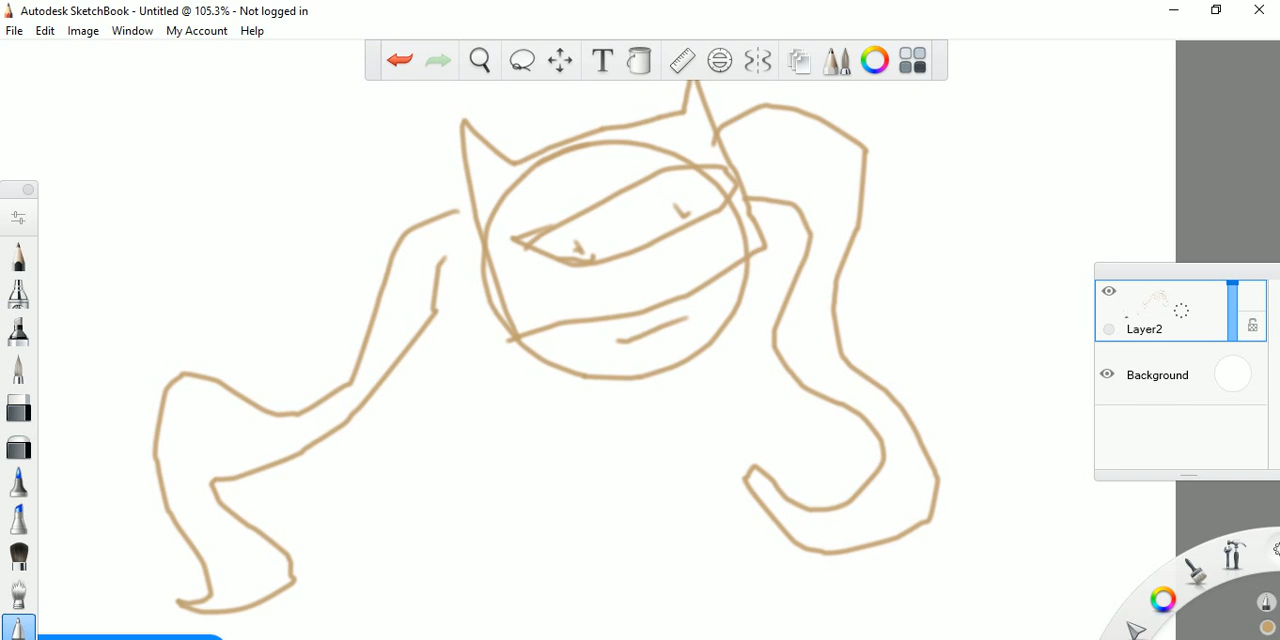 Autodesk SketchBook - Untitled @ 105.3% - Not logged in
File Edit Image Window My Account Help
T
Layer2
Background